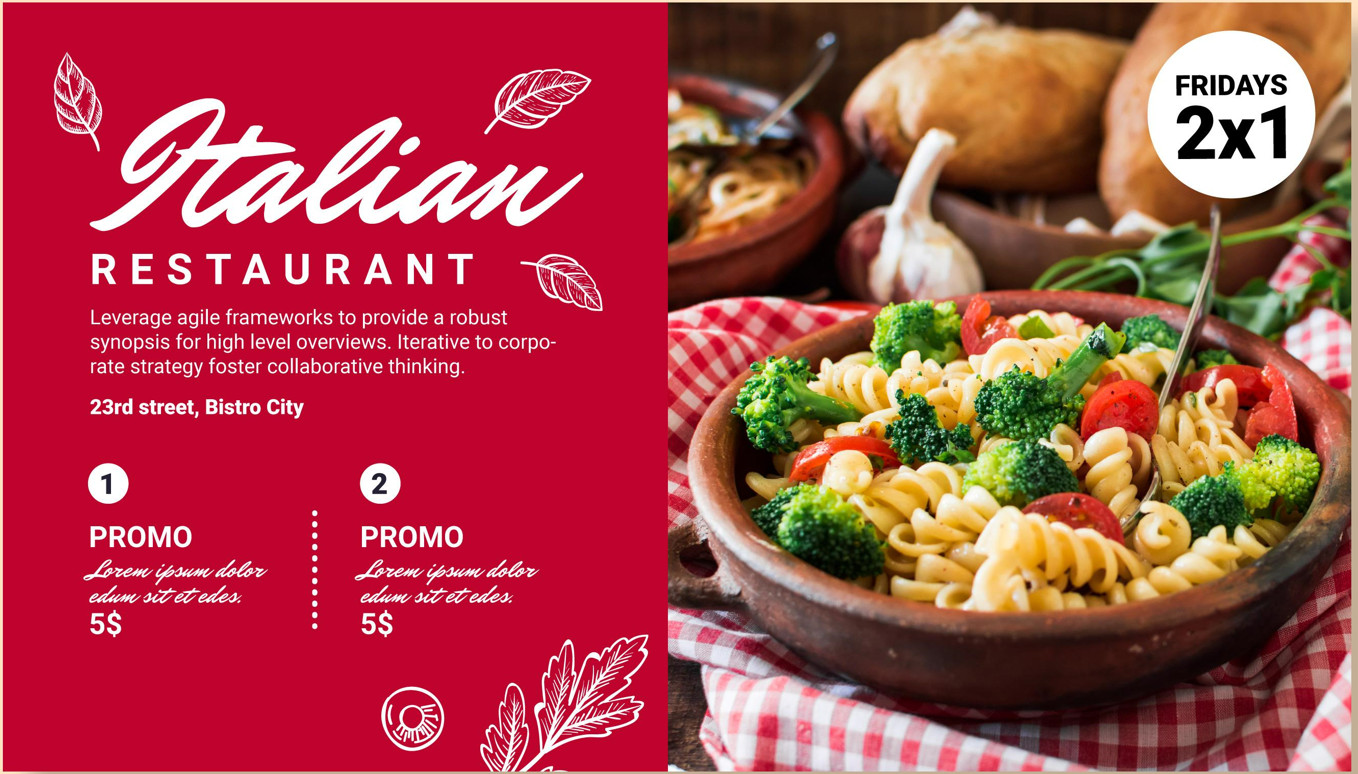 Italian
RESTAURANT
Leverage agile frameworks to provide a robust
synopsis for high level overviews. Iterative to corpo-
rate strategy foster collaborative thinking.
23rd street, Bistro City
1
PROMO
Lorem ipsum dolor
edum sit et edes.
5$
2
PROMO
Lorem ipsum dolor
edum sit et edes.
5$
FRIDAYS
2x1